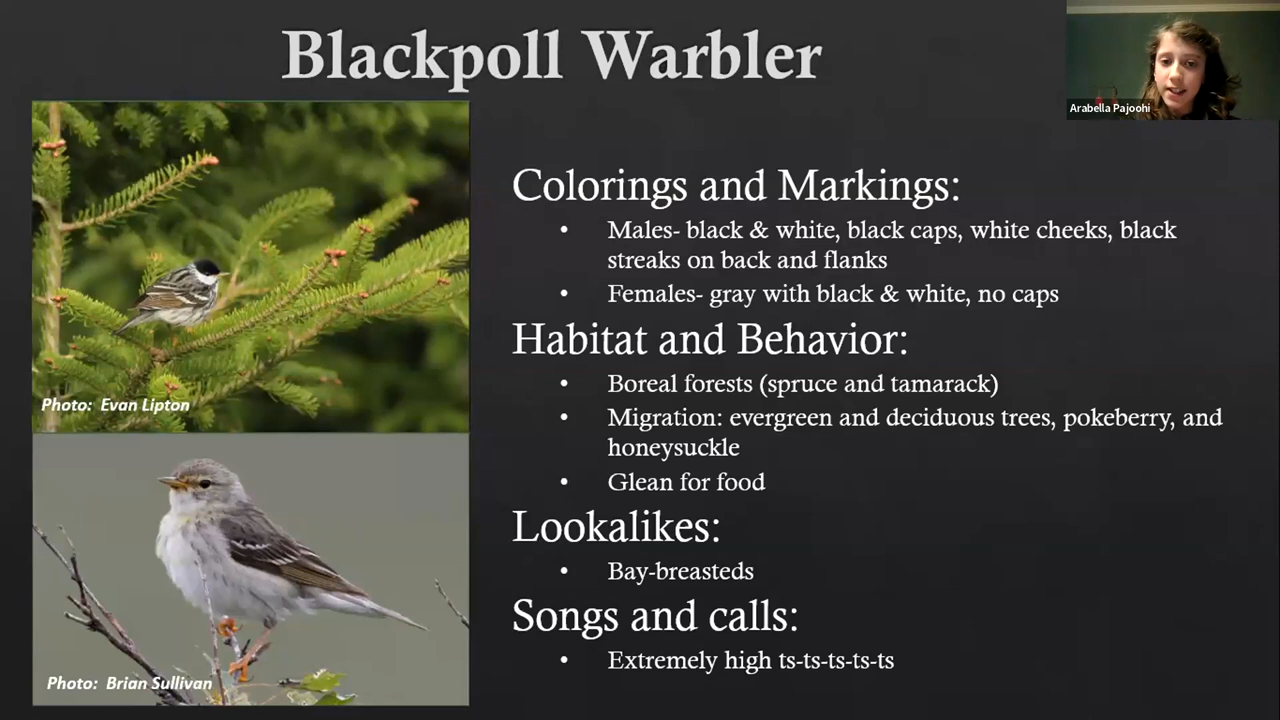 Blackpoll Warbler
Arabella Pajoohi
Colorings and Markings:
• Males- black & white, black caps, white cheeks, black
streaks on back and flanks
• Females- gray with black & white, no caps
Habitat and Behavior:
• Boreal forests (spruce and tamarack)
• Migration: evergreen and deciduous trees, pokeberry, and
honeysuckle
• Glean for food
Lookalikes:
• Bay-breasteds
Songs and calls:
• Extremely high ts-ts-ts-ts-ts
Photo: Evan Lipton
Photo: Brian Sullivan